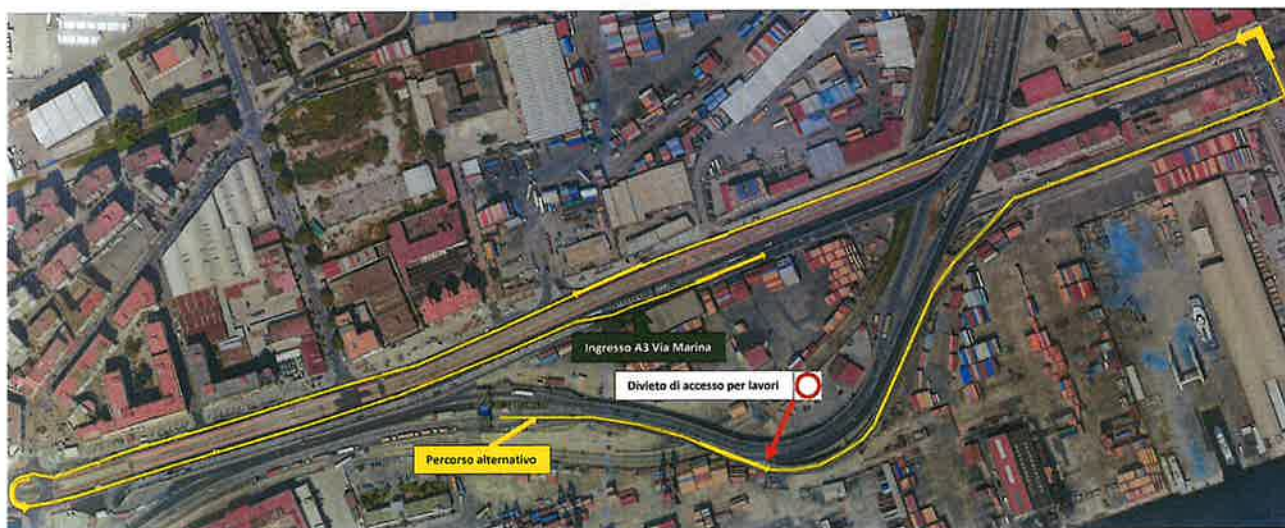 Ingresso A3 Via Marina
Divieto di accesso per lavori
Percorso alternativo